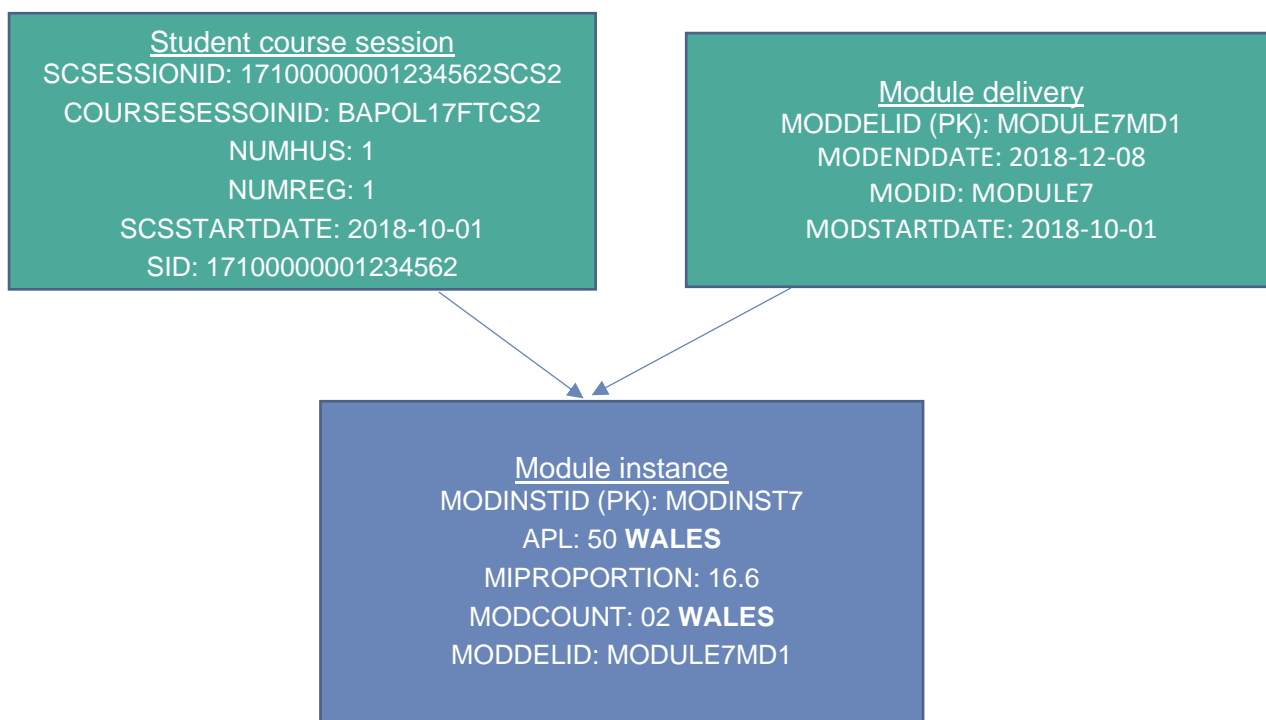 Student course session
SCSESSIONID: 17100000001234562SCS2
COURSESESSOINID: BAPOL17FTCS2
NUMHUS: 1
NUMREG: 1
SCSSTARTDATE: 2018-10-01
SID: 17100000001234562
Module delivery
MODDELID (PK): MODULE7MD1
MODENDDATE: 2018-12-08
MODID: MODULE7
MODSTARTDATE: 2018-10-01
Module instance
MODINSTID (PK): MODINST7
APL: 50 WALES
MIPROPORTION: 16.6
MODCOUNT: 02 WALES
MODDELID: MODULE7MD1